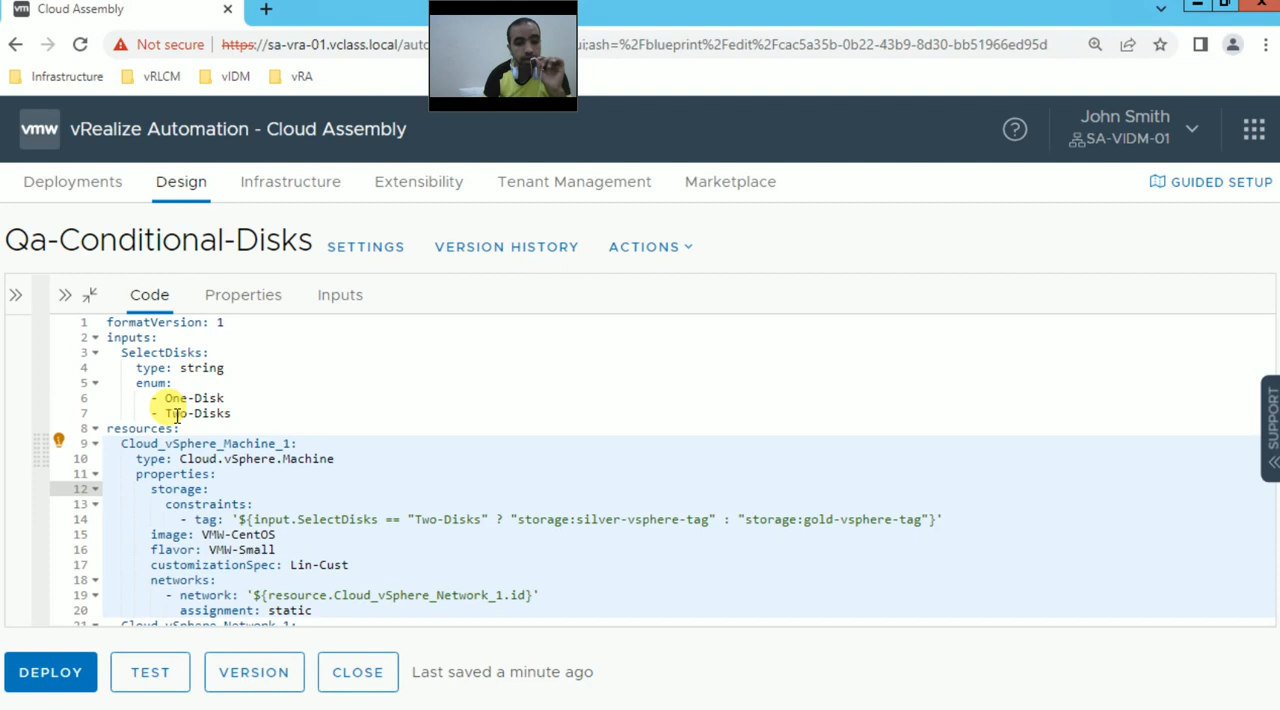 Cloud Assembly
Not secure https://sa-vra-01.vclass.local/auto ui;ash=%2Fblueprint%2Fedit%2Fcac5a35b-0b22-43b9-8d30-bb51966ed95d
Infrastructure vRLCM vIDM vRA
vmw vRealize Automation - Cloud Assembly
John Smith
SA-VIDM-01
Deployments Design Infrastructure Extensibility Tenant Management Marketplace GUIDED SETUP
Qa-Conditional-Disks SETTINGS VERSION HISTORY ACTIONS
Code Properties Inputs
1 formatVersion: 1
2 inputs:
3 SelectDisks:
4 type: string
5 enum:
6 - One-Disk
7 - Two-Disks
8 resources:
9 Cloud_vSphere_Machine_1:
10 type: Cloud.vSphere.Machine
11 properties:
12 storage:
13 constraints:
14 - tag: '${input.SelectDisks == "Two-Disks" ? "storage:silver-vsphere-tag" : "storage:gold-vsphere-tag"}'
15 image: VMW-CentOS
16 flavor: VMW-Small
17 customizationSpec: Lin-Cust
18 networks:
19 - network: '${resource.Cloud_vSphere_Network_1.id}'
20 assignment: static
21 Cloud_vSphere_Network_1:
SUPPORT
DEPLOY TEST VERSION CLOSE Last saved a minute ago